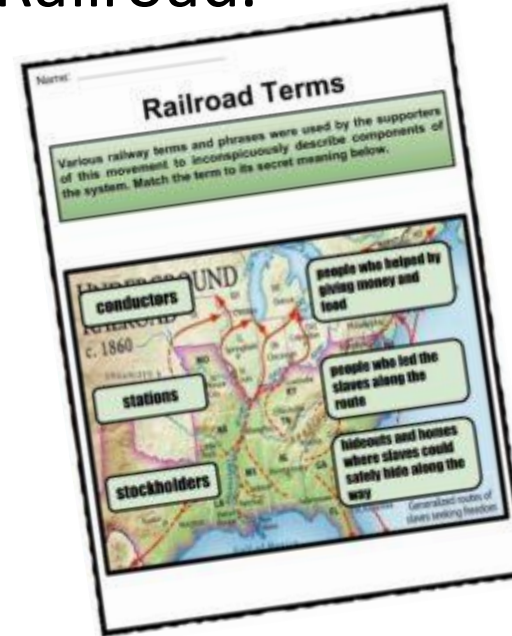 Railroad.
Name:
Railroad Terms
Various railway terms and phrases were used by the supporters
of this movement to inconspicuously describe components of
the system. Match the term to its secret meaning below.
UNDERGROUND
RAILROAD
c. 1860
conductors
stations
stockholders
people who helped by
giving money and
food
people who led the
slaves along the
route
hideouts and homes
where slaves could
safely hide along the
way
Generalized routes of
slaves seeking freedom